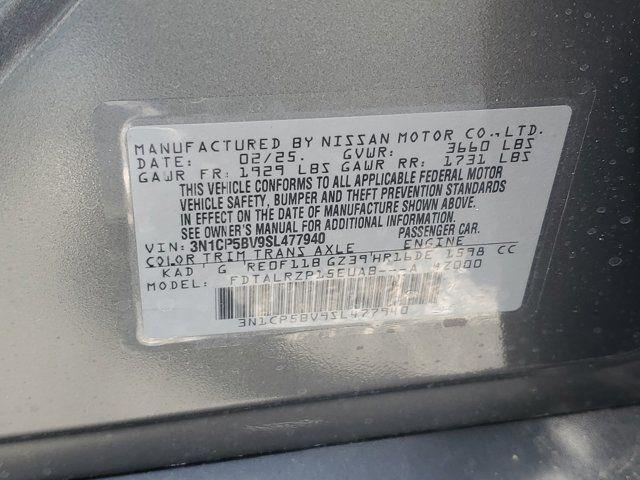 MANUFACTURED BY NISSAN MOTOR CO.,LTD.
DATE: 02/25. GVWR: 3660 LBS
GAWR FR: 1929 LBS GAWR RR: 1731 LBS
THIS VEHICLE CONFORMS TO ALL APPLICABLE FEDERAL MOTOR
VEHICLE SAFETY, BUMPER AND THEFT PREVENTION STANDARDS
IN EFFECT ON THE DATE OF MANUFACTURE SHOWN ABOVE.
SEE OWNER'S MANUAL FOR ADDITIONAL INFORMATION.
VIN: 3N1CP5BV9SL477940 PASSENGER CAR.
COLOR TRIM TRANS AXLE ENGINE
KAD G RE0F11B GZ39 HR16DE 1598 CC
FDTALRZP15EUAB---A 4Z000
3N1CP5BV9SL477940